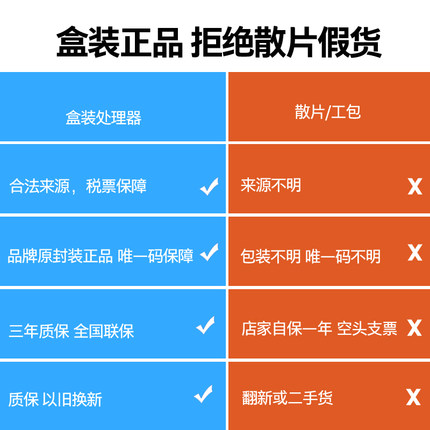 盒装正品 拒绝散片假货
盒装处理器
散片/工包
合法来源，税票保障
来源不明
X
品牌原封装正品 唯一码保障
包装不明 唯一码不明
X
三年质保 全国联保
店家自保一年 空头支票
X
质保 以旧换新
翻新或二手货
X